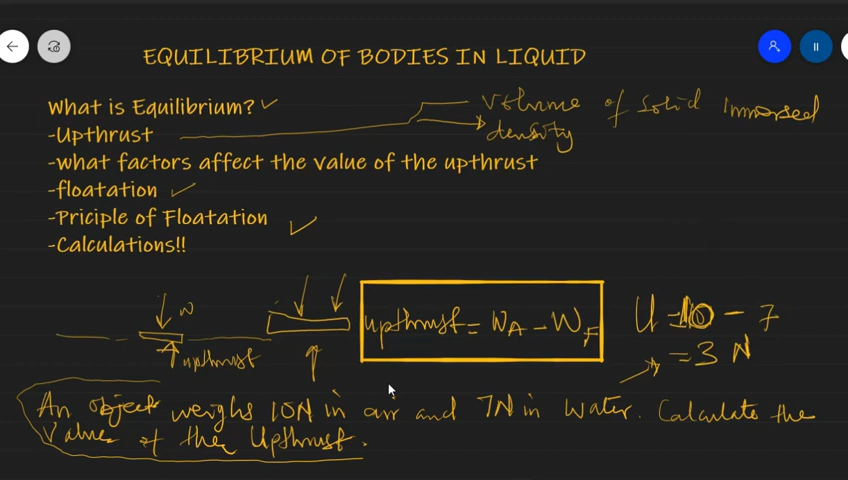 EQUILIBRIUM OF BODIES IN LIQUID
What is Equilibrium?
Volume of Solid Immersed
-Upthrust
density
-what factors affect the value of the upthrust
-floatation
-Priciple of Floatation
-Calculations!!
W
upthrust
upthrust = WA - WF
U = 10 - 7
= 3 N
An object weighs 10N in air and 7N in Water. Calculate the
Value of the Upthrust.